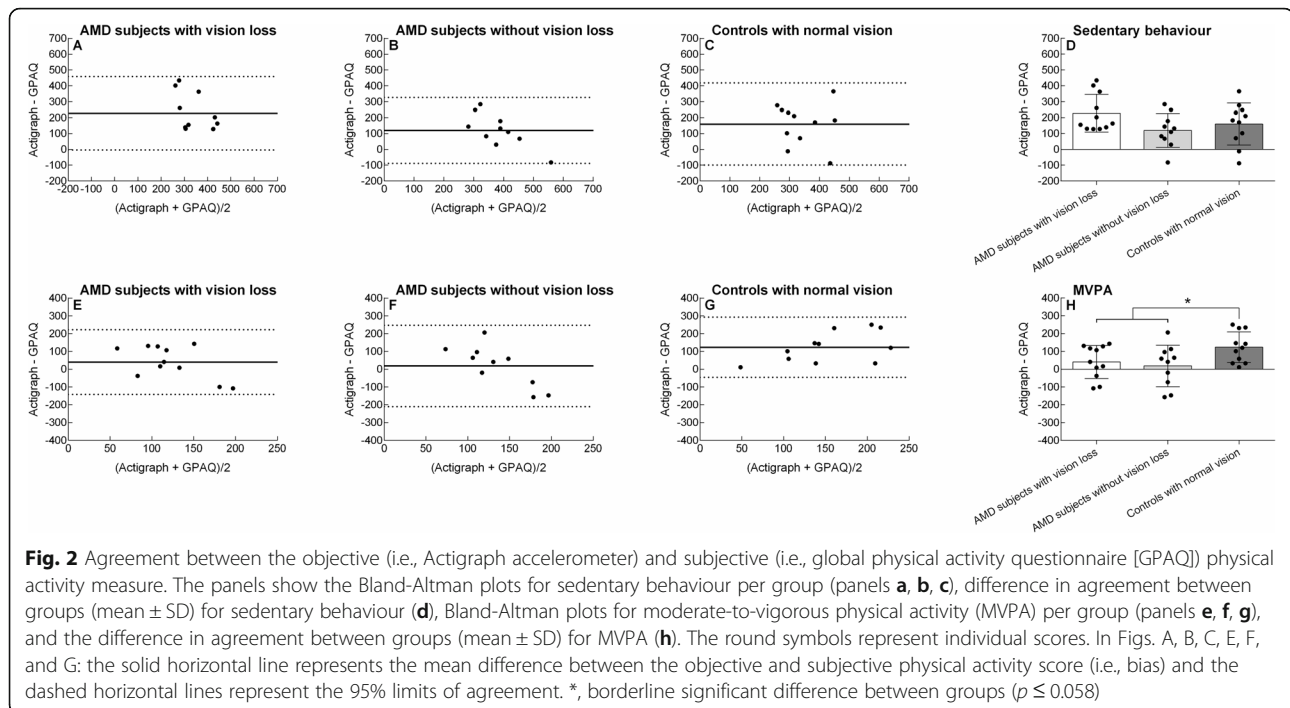 AMD subjects with vision loss
A
700
600
500
400
300
200
100
0
-100
-200
-200
-100
0
100 200 300 400 500 600 700
Actigraph - GPAQ
(Actigraph + GPAQ)/2
AMD subjects without vision loss
B
700
600
500
400
300
200
100
0
-100
-200
0 100 200 300 400 500 600 700
Actigraph - GPAQ
(Actigraph + GPAQ)/2
Controls with normal vision
C
700
600
500
400
300
200
100
0
-100
-200
0 100 200 300 400 500 600 700
Actigraph - GPAQ
(Actigraph + GPAQ)/2
Sedentary behaviour
D
700
600
500
400
300
200
100
0
-100
-200
Actigraph - GPAQ
AMD subjects with vision loss
AMD subjects without vision loss
Controls with normal vision
AMD subjects with vision loss
E
400
300
200
100
0
-100
-200
-300
-400
0 50 100 150 200 250
Actigraph - GPAQ
(Actigraph + GPAQ)/2
AMD subjects without vision loss
F
400
300
200
100
0
-100
-200
-300
-400
0 50 100 150 200 250
Actigraph - GPAQ
(Actigraph + GPAQ)/2
Controls with normal vision
G
400
300
200
100
0
-100
-200
-300
-400
0 50 100 150 200 250
Actigraph - GPAQ
(Actigraph + GPAQ)/2
MVPA
H
*
400
300
200
100
0
-100
-200
-300
-400
Actigraph - GPAQ
AMD subjects with vision loss
AMD subjects without vision loss
Controls with normal vision
Fig. 2 Agreement between the objective (i.e., Actigraph accelerometer) and subjective (i.e., global physical activity questionnaire [GPAQ]) physical
activity measure. The panels show the Bland-Altman plots for sedentary behaviour per group (panels a, b, c), difference in agreement between
groups (mean ± SD) for sedentary behaviour (d), Bland-Altman plots for moderate-to-vigorous physical activity (MVPA) per group (panels e, f, g),
and the difference in agreement between groups (mean ± SD) for MVPA (h). The round symbols represent individual scores. In Figs. A, B, C, E, F,
and G: the solid horizontal line represents the mean difference between the objective and subjective physical activity score (i.e., bias) and the
dashed horizontal lines represent the 95% limits of agreement. *, borderline significant difference between groups (p ≤ 0.058)